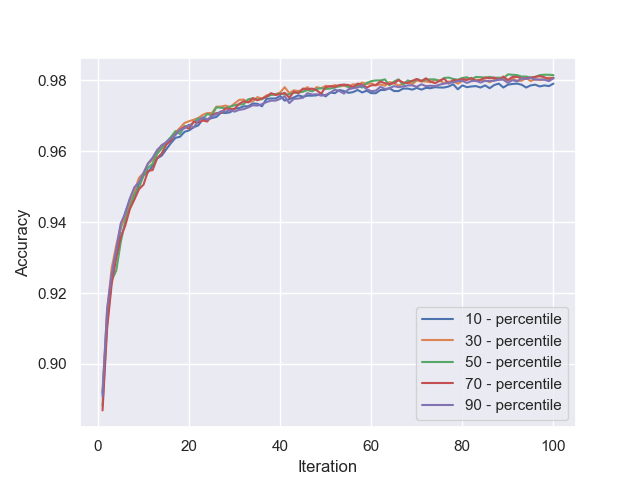 0.98
0.96
0.94
0.92
0.90
Accuracy
0 20 40 60 80 100
Iteration
10 - percentile
30 - percentile
50 - percentile
70 - percentile
90 - percentile